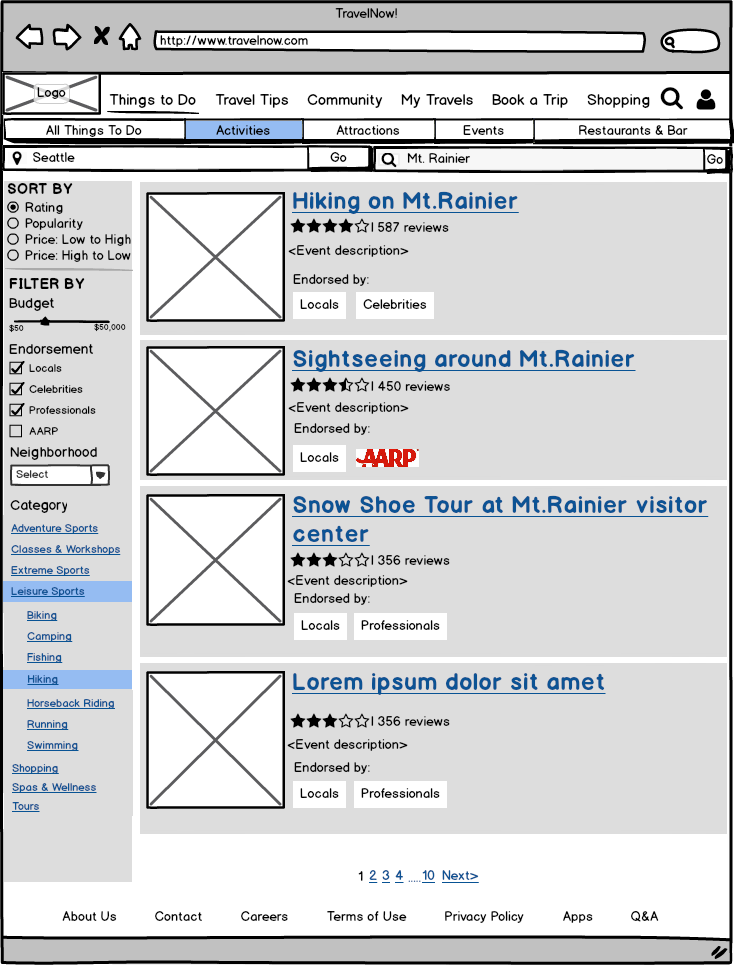 TravelNow!
http://www.travelnow.com
Logo
Things to Do Travel Tips Community My Travels Book a Trip Shopping
All Things To Do Activities Attractions Events Restaurants & Bar
Seattle Go Mt. Rainier Go
SORT BY
Rating
Popularity
Price: Low to High
Price: High to Low
FILTER BY
Budget
$50 $50,000
Endorsement
Locals
Celebrities
Professionals
AARP
Neighborhood
Select
Category
Adventure Sports
Classes & Workshops
Extreme Sports
Leisure Sports
Biking
Camping
Fishing
Hiking
Horseback Riding
Running
Swimming
Shopping
Spas & Wellness
Tours
Hiking on Mt.Rainier
| 587 reviews
<Event description>
Endorsed by:
Locals Celebrities
Sightseeing around Mt.Rainier
| 450 reviews
<Event description>
Endorsed by:
Locals AARP
Snow Shoe Tour at Mt.Rainier visitor
center
| 356 reviews
<Event description>
Endorsed by:
Locals Professionals
Lorem ipsum dolor sit amet
| 356 reviews
<Event description>
Endorsed by:
Locals Professionals
1 2 3 4 ..... 10 Next>
About Us Contact Careers Terms of Use Privacy Policy Apps Q&A